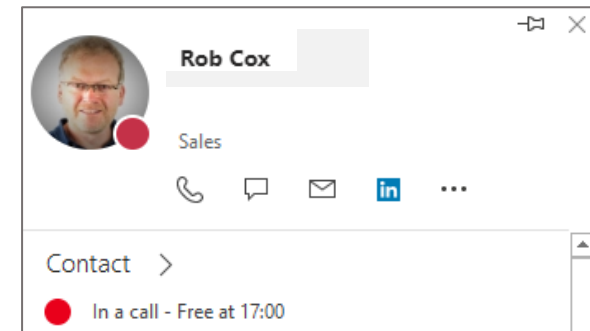 Rob Cox
Sales
in
Contact
In a call - Free at 17:00